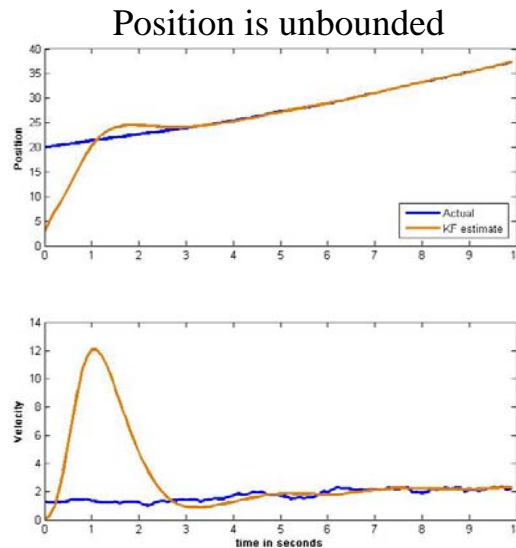 Position is unbounded
40
35
30
25
20
15
10
5
0
Position
Actual
KF estimate
0 1 2 3 4 5 6 7 8 9 1
14
12
10
8
6
4
2
0
Velocity
0 1 2 3 4 5 6 7 8 9 1
time in seconds